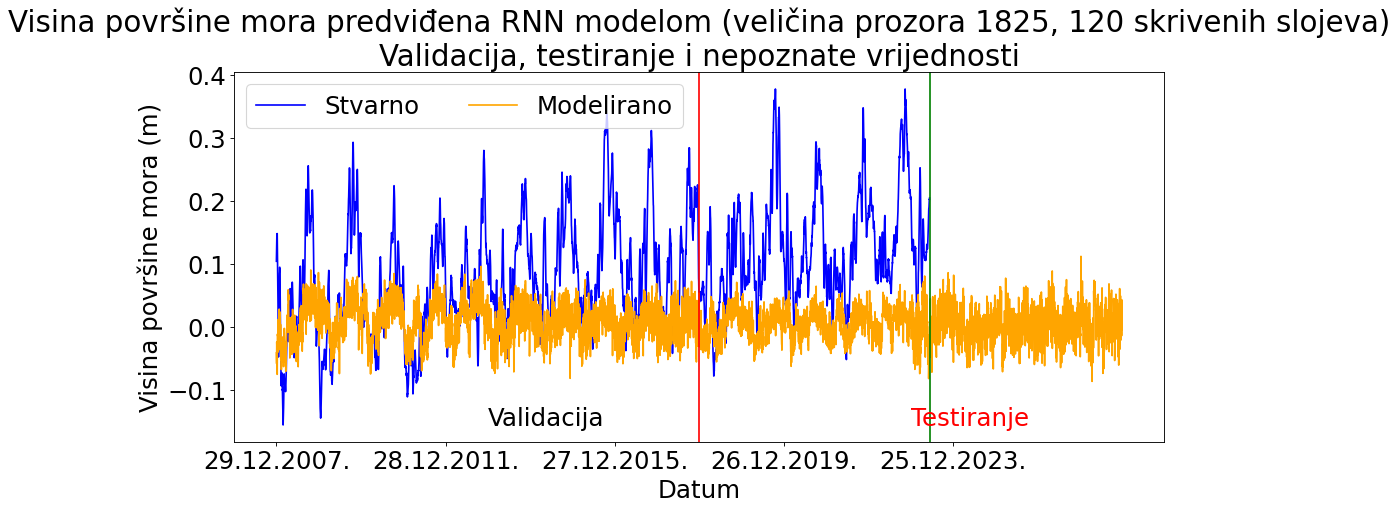 Visina površine mora predviđena RNN modelom (veličina prozora 1825, 120 skrivenih slojeva)
Validacija, testiranje i nepoznate vrijednosti
Stvarno Modelirano
Visina površine mora (m)
0.4
0.3
0.2
0.1
0.0
−0.1
Validacija Testiranje
29.12.2007. 28.12.2011. 27.12.2015. 26.12.2019. 25.12.2023.
Datum